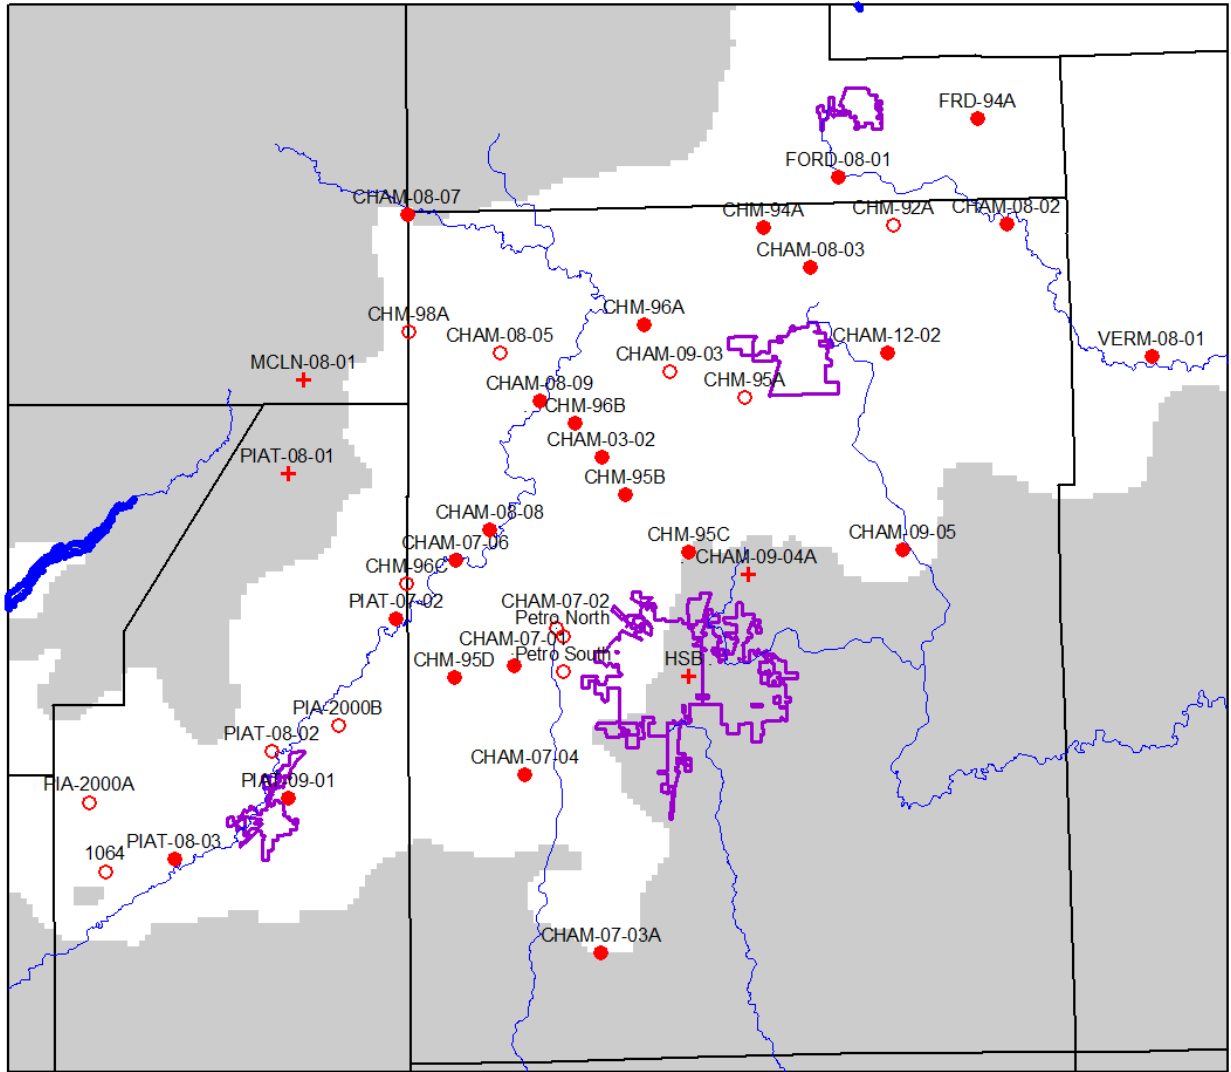 FRD-94A
FORD-08-01
CHAM-08-07
CHM-94A
CHM-92A
CHAM-08-02
CHAM-08-03
CHM-98A
CHM-96A
CHAM-08-05
CHAM-12-02
VERM-08-01
MCLN-08-01
CHAM-09-03
CHM-95A
CHAM-08-09
CHM-96B
CHAM-03-02
PIAT-08-01
CHM-95B
CHAM-08-08
CHM-95C
CHAM-09-05
CHAM-07-06
CHAM-09-04A
CHM-96C
PIAT-07-02
CHAM-07-02
Petro North
CHAM-07-01
Petro South
CHM-95D
HSB
PIA-2000B
PIAT-08-02
CHAM-07-04
PIA-2000A
PIAT-09-01
PIAT-08-03
1064
CHAM-07-03A